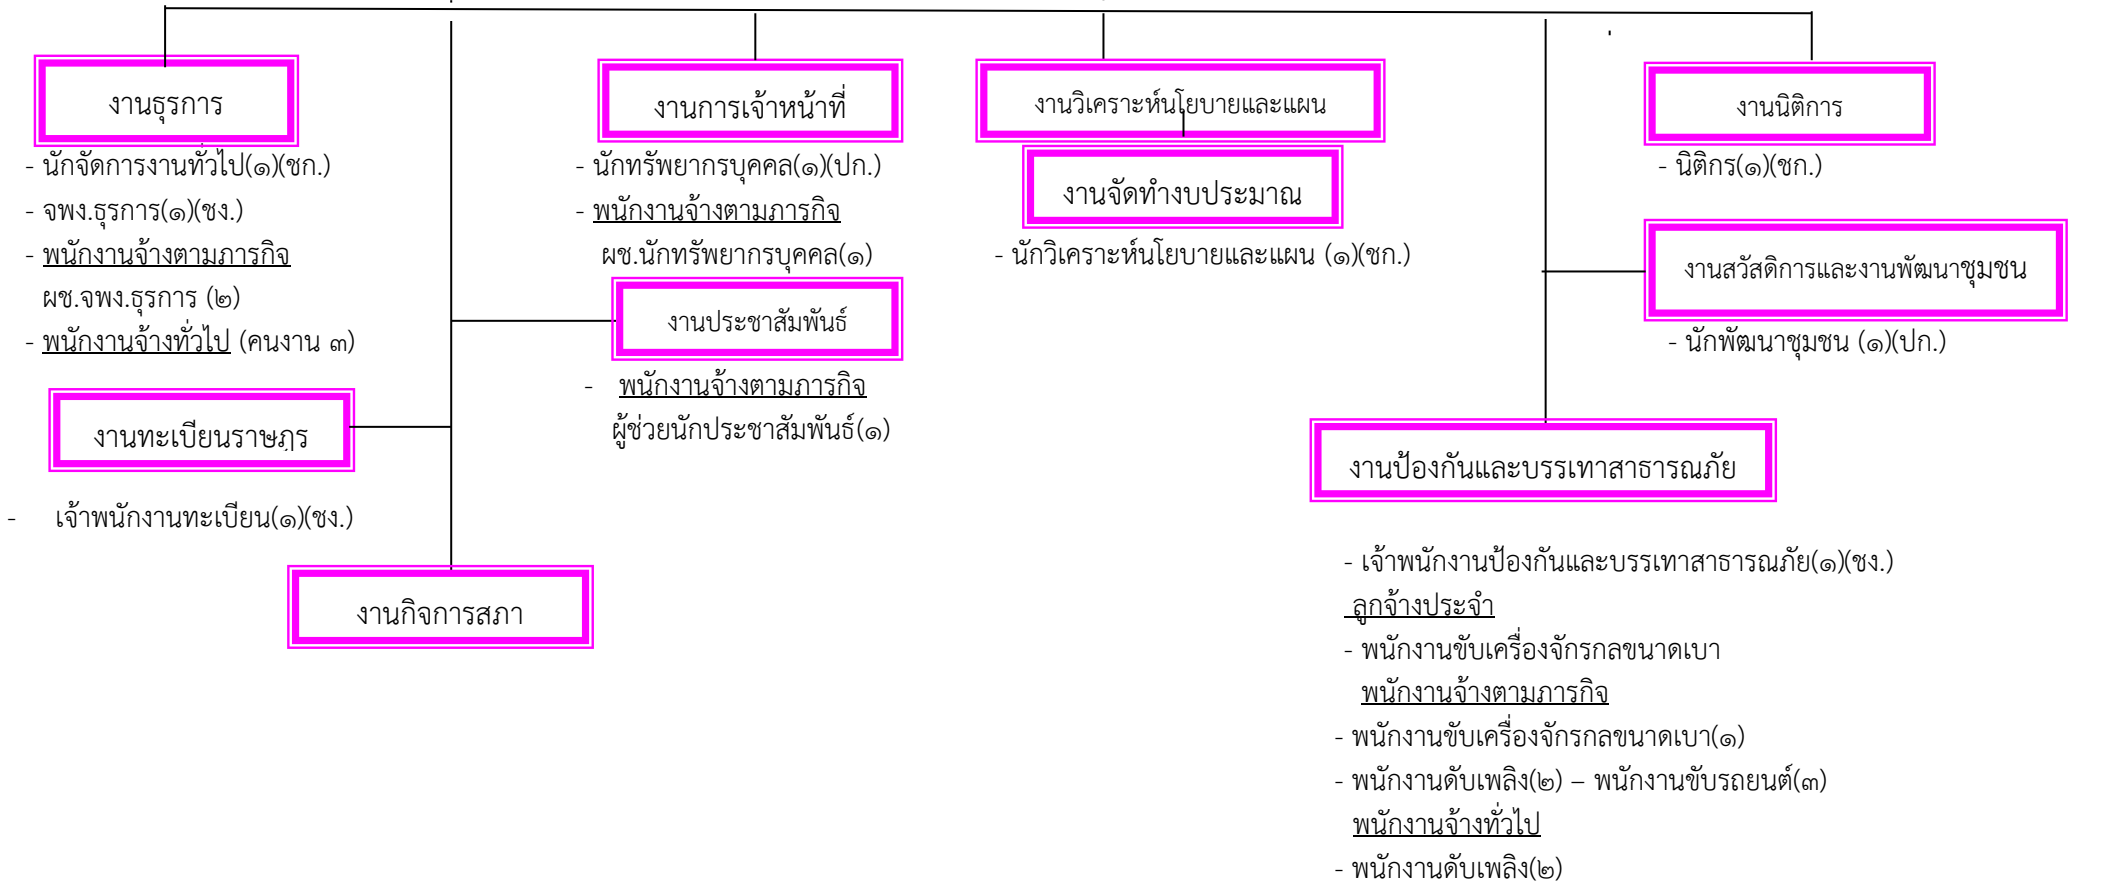 งานธุรการ
- นักจัดการงานทั่วไป(๑)(ชก.)
- จพง.ธุรการ(๑)(ชง.)
- พนักงานจ้างตามภารกิจ
ผช.จพง.ธุรการ (๒)
- พนักงานจ้างทั่วไป (คนงาน ๓)
งานทะเบียนราษฎร
- เจ้าพนักงานทะเบียน(๑)(ชง.)
งานกิจการสภา
งานการเจ้าหน้าที่
- นักทรัพยากรบุคคล(๑)(ปก.)
- พนักงานจ้างตามภารกิจ
ผช.นักทรัพยากรบุคคล(๑)
งานประชาสัมพันธ์
- พนักงานจ้างตามภารกิจ
ผู้ช่วยนักประชาสัมพันธ์(๑)
งานวิเคราะห์นโยบายและแผน
งานจัดทำงบประมาณ
- นักวิเคราะห์นโยบายและแผน (๑)(ชก.)
งานนิติการ
- นิติกร(๑)(ชก.)
งานสวัสดิการและงานพัฒนาชุมชน
- นักพัฒนาชุมชน (๑)(ปก.)
งานป้องกันและบรรเทาสาธารณภัย
- เจ้าพนักงานป้องกันและบรรเทาสาธารณภัย(๑)(ชง.)
ลูกจ้างประจำ
- พนักงานขับเครื่องจักรกลขนาดเบา
พนักงานจ้างตามภารกิจ
- พนักงานขับเครื่องจักรกลขนาดเบา(๑)
- พนักงานดับเพลิง(๒) – พนักงานขับรถยนต์(๓)
พนักงานจ้างทั่วไป
- พนักงานดับเพลิง(๒)